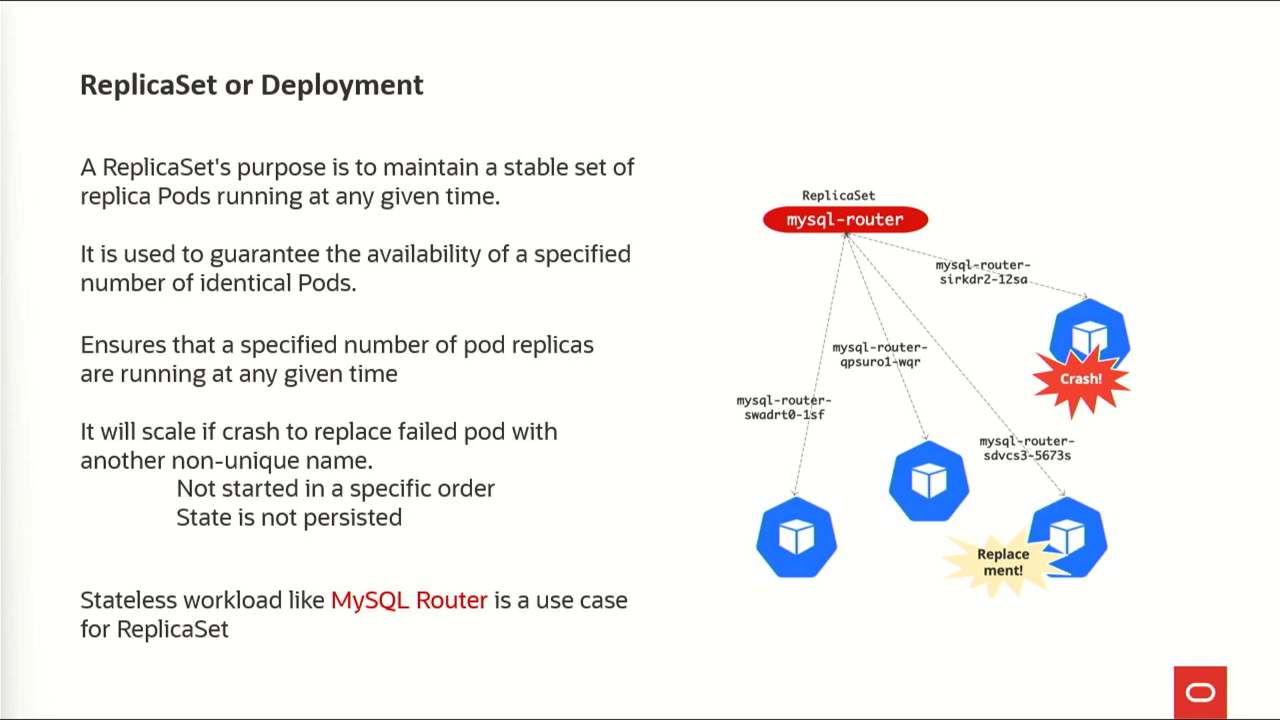 ReplicaSet or Deployment
A ReplicaSet's purpose is to maintain a stable set of
replica Pods running at any given time.
It is used to guarantee the availability of a specified
number of identical Pods.
Ensures that a specified number of pod replicas
are running at any given time
It will scale if crash to replace failed pod with
another non-unique name.
Not started in a specific order
State is not persisted
Stateless workload like MySQL Router is a use case
for ReplicaSet
ReplicaSet
mysql-router
mysql-router-
sirkdr2-12sa
mysql-router-
qpsuro1-wqr
Crash!
mysql-router-
swadrt0-1sf
mysql-router-
sdvcs3-5673s
Replace
ment!